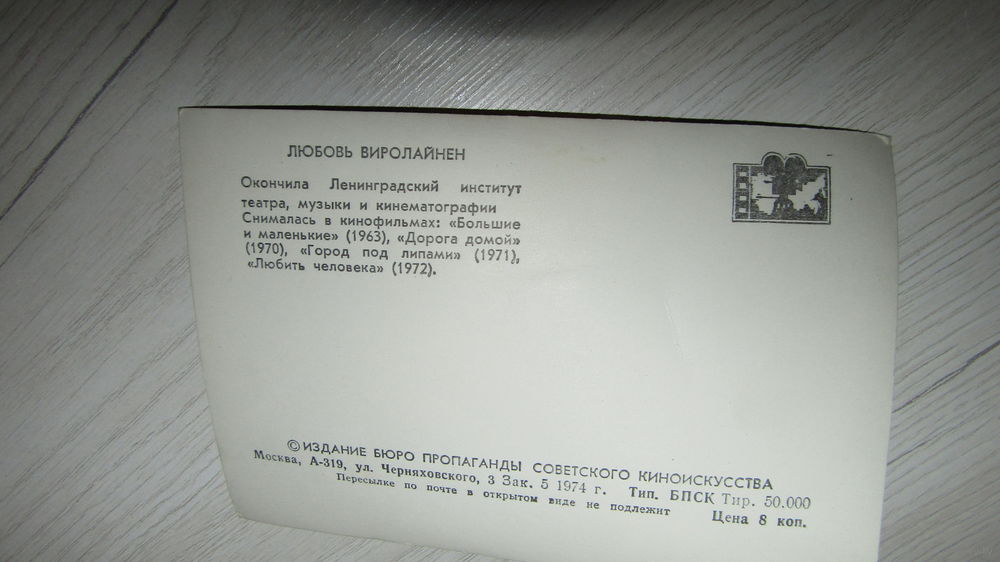 ЛЮБОВЬ ВИРОЛАЙНЕН
Окончила Ленинградский институт
театра, музыки и кинематографии
Снималась в кинофильмах: «Большие
и маленькие» (1963), «Дорога домой»
(1970), «Город под липами» (1971),
«Любить человека» (1972).
© ИЗДАНИЕ БЮРО ПРОПАГАНДЫ СОВЕТСКОГО КИНОИСКУССТВА
Москва, А-319, ул. Черняховского, 3 Зак. 5 1974 г. Тип. БПСК Тир. 50.000
Пересылке по почте в открытом виде не подлежит Цена 8 коп.